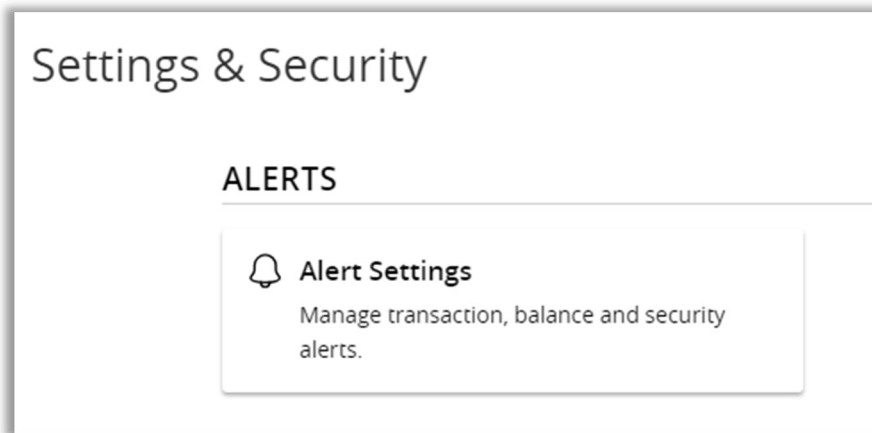 Settings & Security
ALERTS
Alert Settings
Manage transaction, balance and security
alerts.